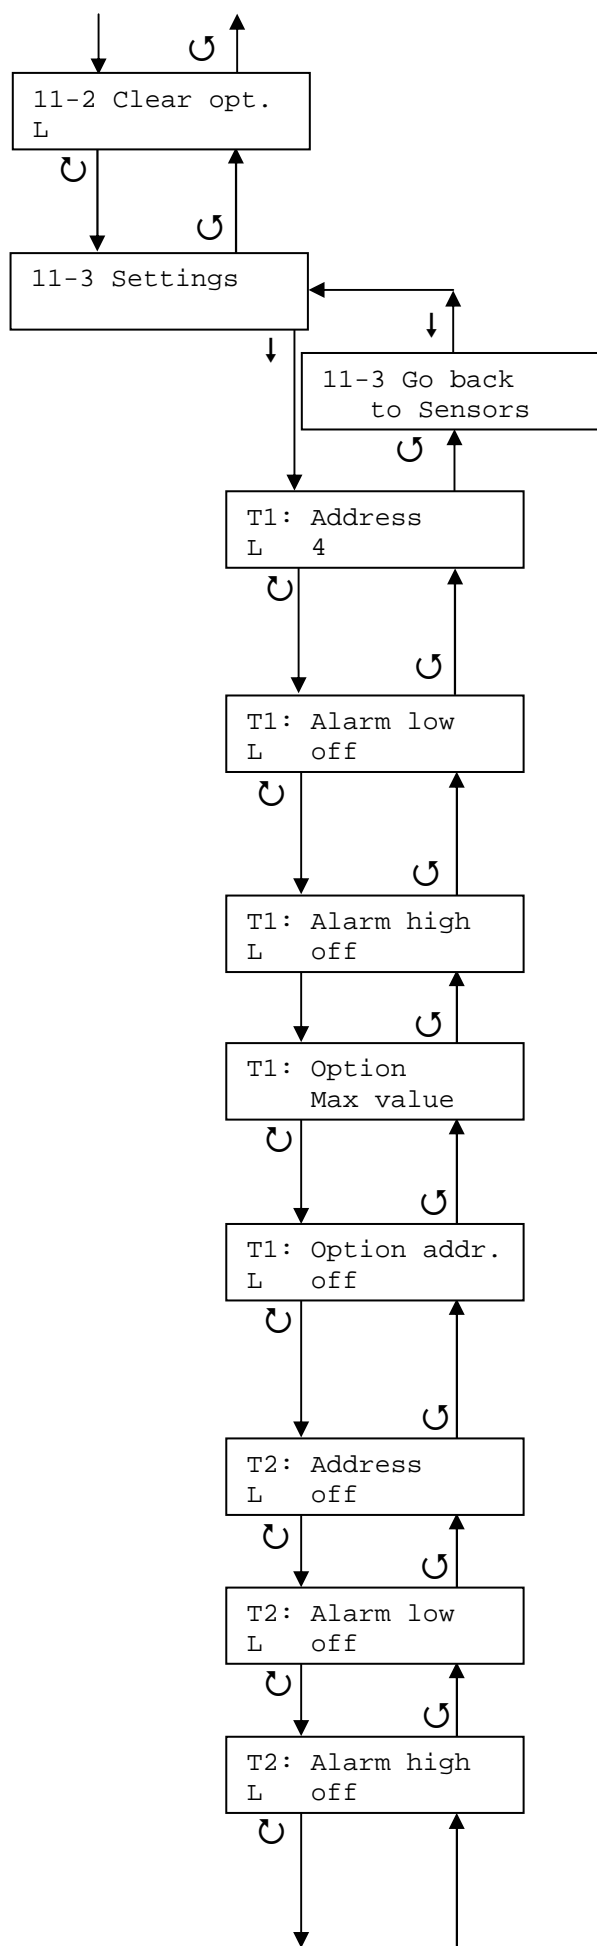 11-2 Clear opt.
L
11-3 Settings
11-3 Go back
to Sensors
T1: Address
L 4
T1: Alarm low
L off
T1: Alarm high
L off
T1: Option
Max value
T1: Option addr.
L off
T2: Address
L off
T2: Alarm low
L off
T2: Alarm high
L off